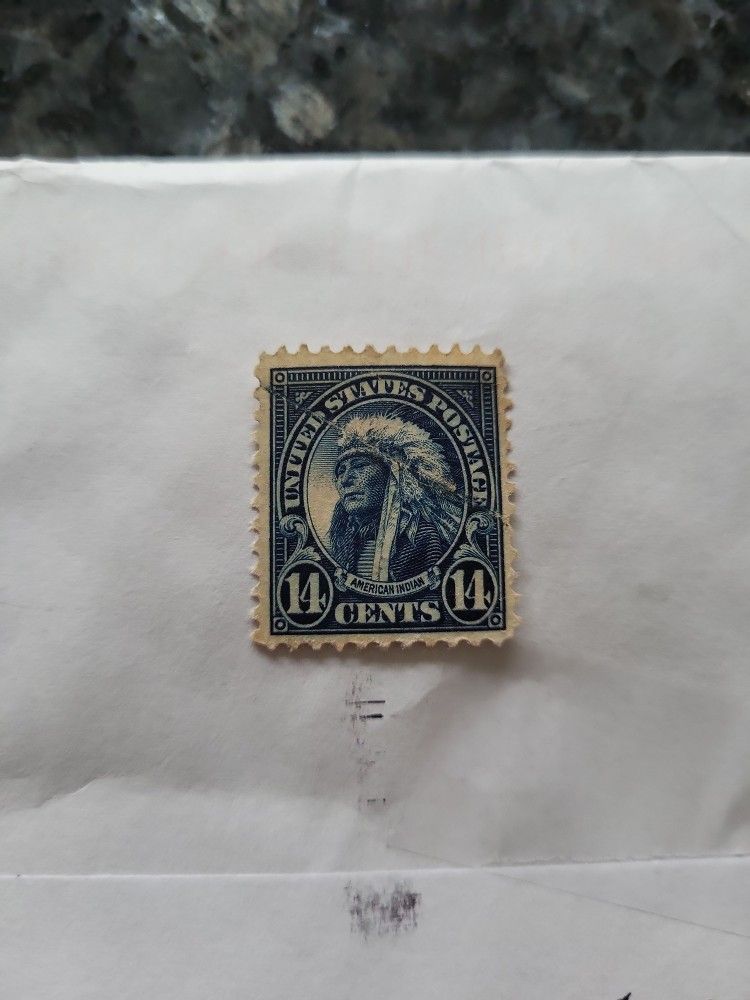 UNITED STATES POSTAGE
AMERICAN INDIAN
14 CENTS 14